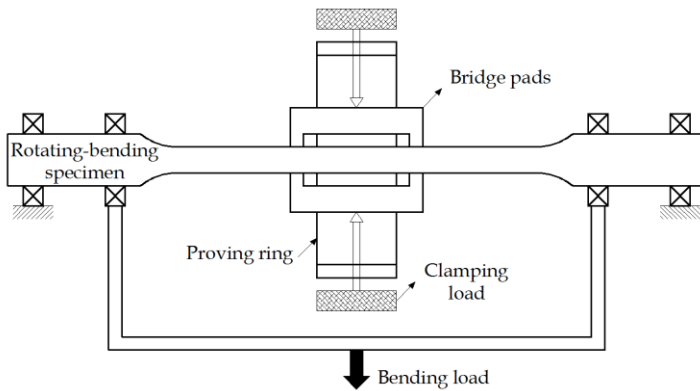 Bridge pads
Rotating-bending
specimen
Proving ring
Clamping
load
Bending load